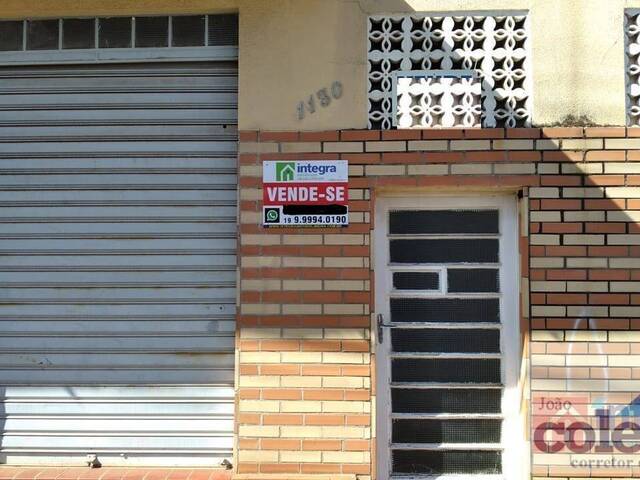 1130
integra
VENDE-SE
19 9.9994.0190
João
cole
corretor.